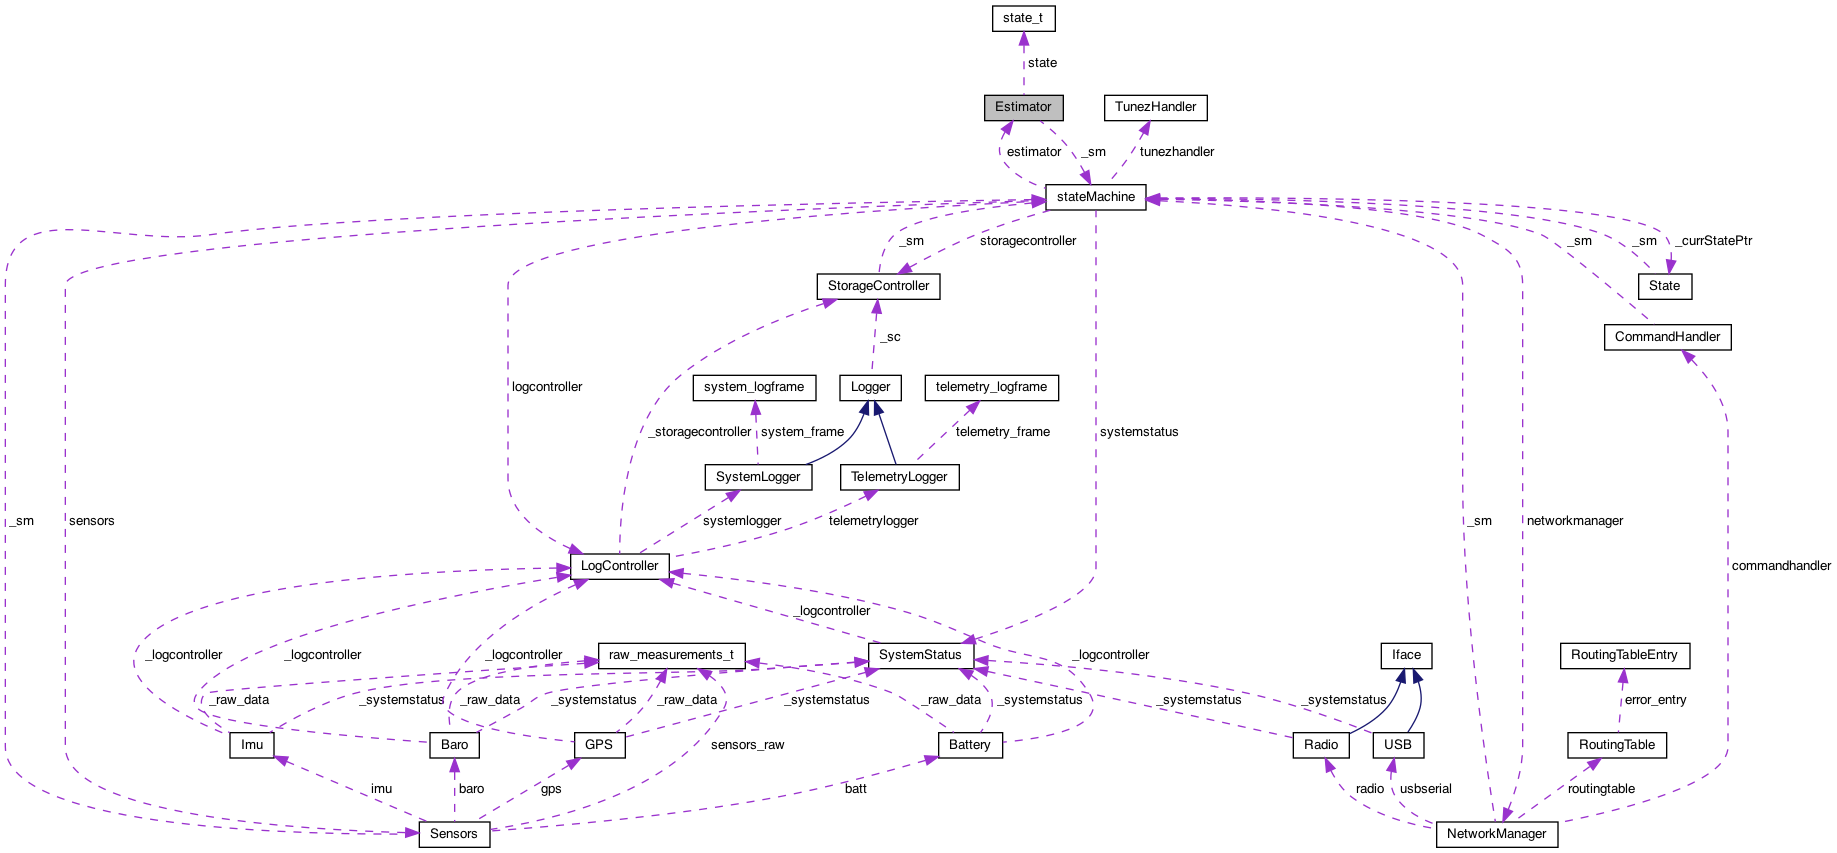 state_t
state
Estimator
TunezHandler
estimator
_sm
tunezhandler
stateMachine
_sm
storagecontroller
_sm
_sm
_currStatePtr
StorageController
State
_sc
CommandHandler
logcontroller
system_logframe
Logger
telemetry_logframe
_storagecontroller
system_frame
telemetry_frame
systemstatus
SystemLogger
TelemetryLogger
_sm
sensors
systemlogger
telemetrylogger
_sm
networkmanager
LogController
commandhandler
_logcontroller
_logcontroller
_logcontroller
_logcontroller
_logcontroller
raw_measurements_t
SystemStatus
Iface
RoutingTableEntry
_raw_data
_systemstatus
_raw_data
_systemstatus
_raw_data
_systemstatus
_raw_data
_systemstatus
_systemstatus
_systemstatus
error_entry
Imu
Baro
GPS
sensors_raw
Battery
Radio
USB
RoutingTable
imu
baro
gps
batt
radio
usbserial
routingtable
Sensors
NetworkManager